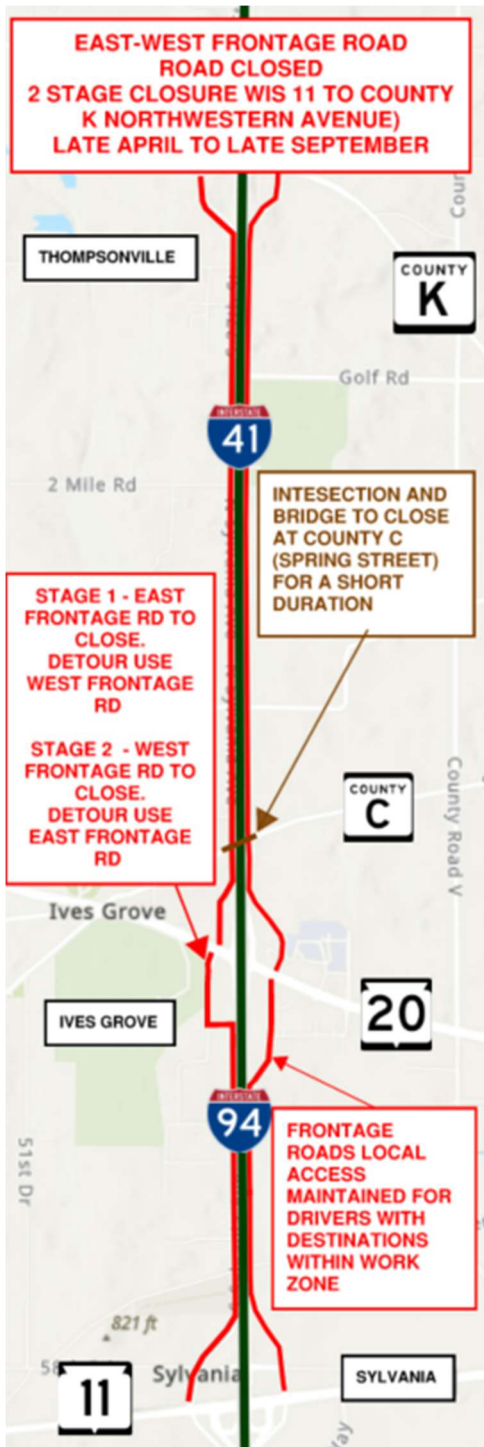 EAST-WEST FRONTAGE ROAD
ROAD CLOSED
2 STAGE CLOSURE WIS 11 TO COUNTY
K NORTHWESTERN AVENUE)
LATE APRIL TO LATE SEPTEMBER
THOMPSONVILLE
COUNTY
K
Golf Rd
INTERSTATE
41
2 Mile Rd
INTESECTION AND
BRIDGE TO CLOSE
AT COUNTY C
(SPRING STREET)
FOR A SHORT
DURATION
STAGE 1 - EAST
FRONTAGE RD TO
CLOSE.
DETOUR USE
WEST FRONTAGE
RD
STAGE 2 - WEST
FRONTAGE RD TO
CLOSE.
DETOUR USE
EAST FRONTAGE
RD
COUNTY
C
County Road V
Ives Grove
IVES GROVE
20
INTERSTATE
94
FRONTAGE
ROADS LOCAL
ACCESS
MAINTAINED FOR
DRIVERS WITH
DESTINATIONS
WITHIN WORK
ZONE
51st Dr
821 ft
Sylvania
SYLVANIA
11